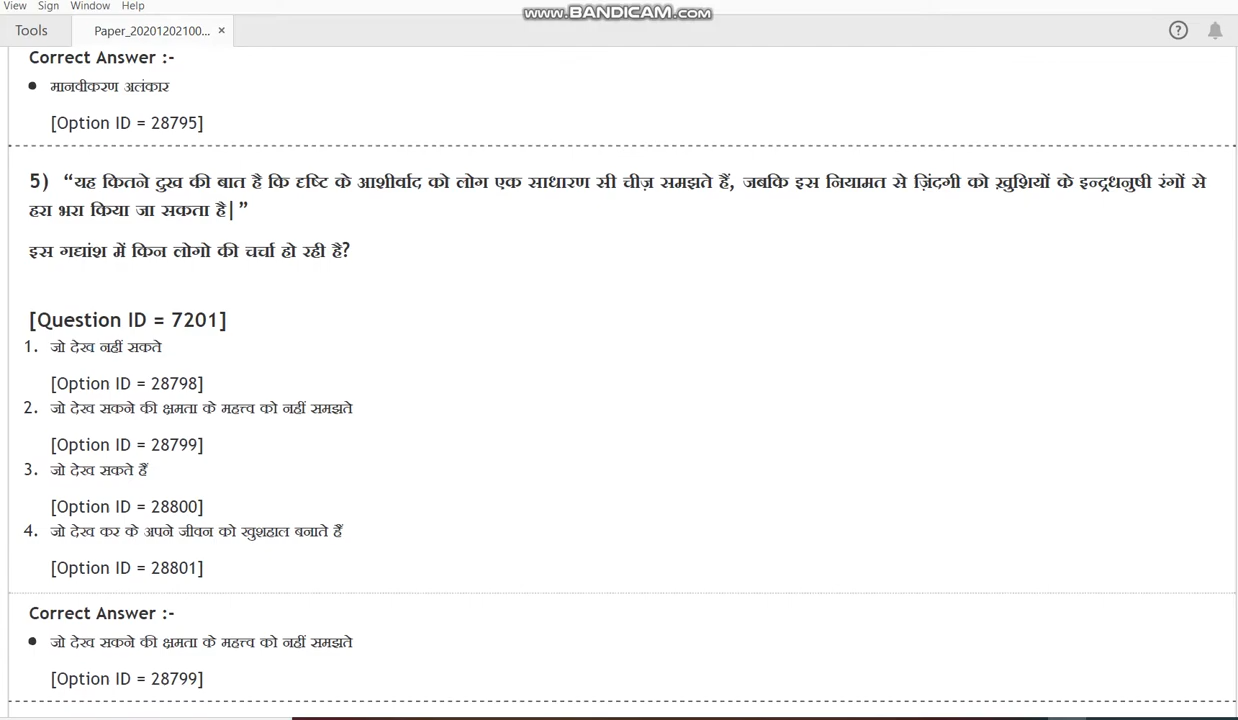 View Sign Window Help
www.BANDICAM.com
Tools Paper_20201202100... ×
Correct Answer :-
• मानवीकरण अलंकार
[Option ID = 28795]
5) “यह कितने दुख की बात है कि दृष्टि के आशीर्वाद को लोग एक साधारण सी चीज़ समझते हैं, जबकि इस नियामत से ज़िंदगी को ख़ुशियों के इन्द्रधनुषी रंगों से
हरा भरा किया जा सकता है|”
इस गद्यांश में किन लोगो की चर्चा हो रही है?
[Question ID = 7201]
1. जो देख नहीं सकते
[Option ID = 28798]
2. जो देख सकने की क्षमता के महत्त्व को नहीं समझते
[Option ID = 28799]
3. जो देख सकते हैं
[Option ID = 28800]
4. जो देख कर के अपने जीवन को खुशहाल बनाते हैं
[Option ID = 28801]
Correct Answer :-
• जो देख सकने की क्षमता के महत्त्व को नहीं समझते
[Option ID = 28799]